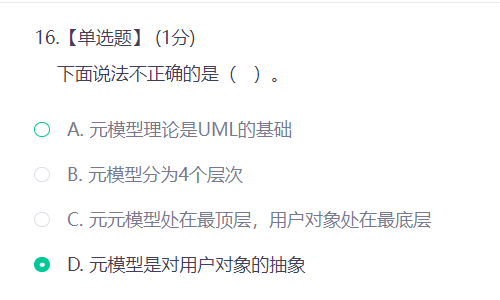 16.【单选题】 (1分)
下面说法不正确的是（ ）。
A. 元模型理论是UML的基础
B. 元模型分为4个层次
C. 元元模型处在最顶层，用户对象处在最底层
D. 元模型是对用户对象的抽象